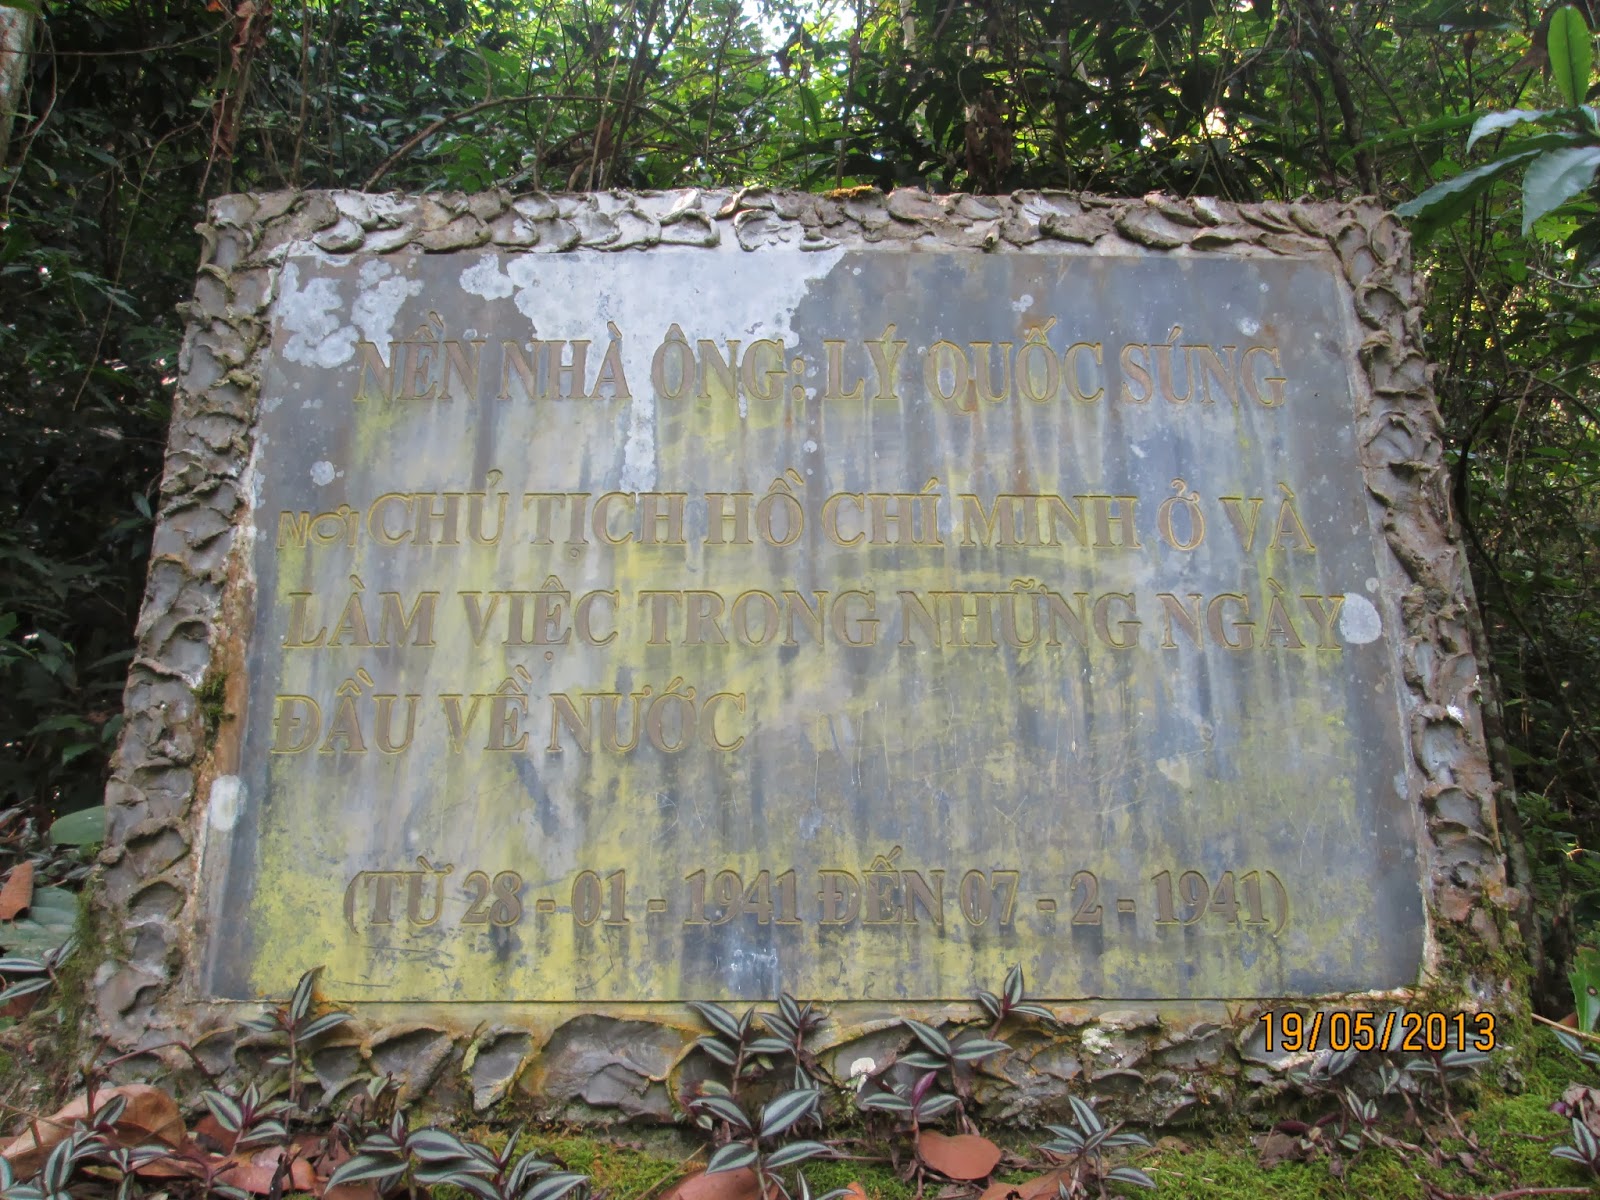 NỀN NHÀ ÔNG: LÝ QUỐC SÚNG
NƠI CHỦ TỊCH HỒ CHÍ MINH Ở VÀ
LÀM VIỆC TRONG NHỮNG NGÀY
ĐẦU VỀ NƯỚC
(TỪ 28 - 01 - 1941 ĐẾN 07 - 2 - 1941)
19/05/2013